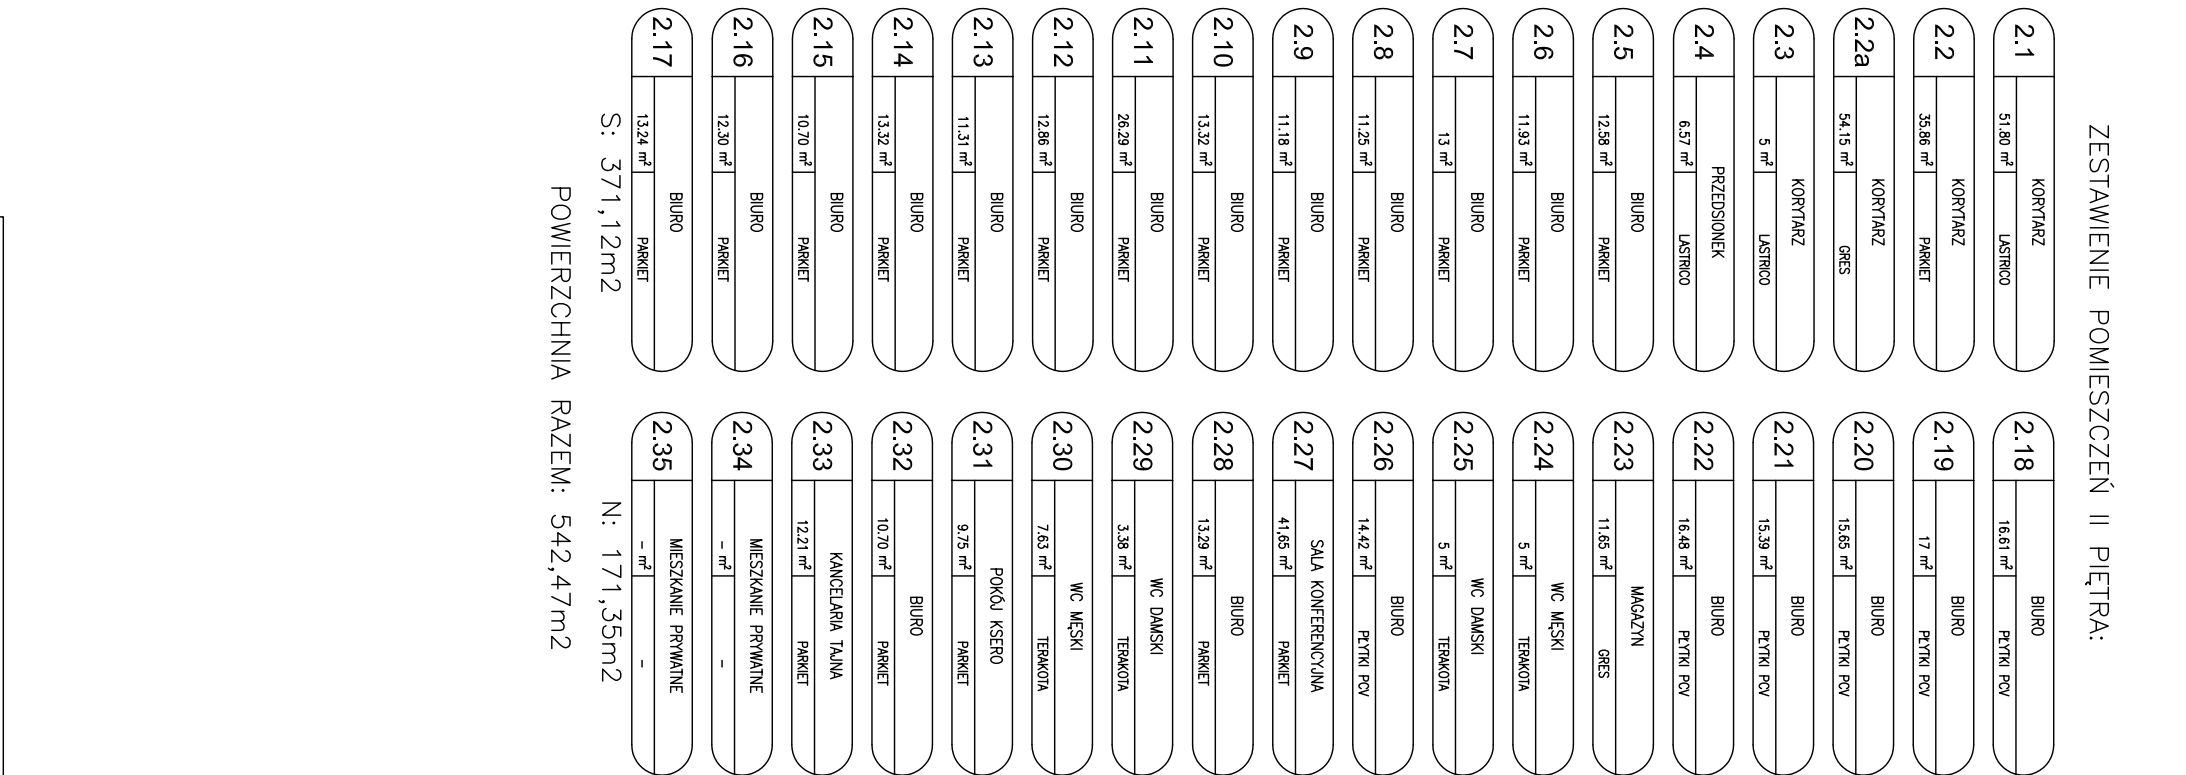 ZESTAWIENIE POMIESZCZEŃ II PIĘTRA:
2.1 KORYTARZ
51.80 m² LASTRICO
2.2 KORYTARZ
35.86 m² PARKIET
2.2a KORYTARZ
54.15 m² GRES
2.3 KORYTARZ
5 m² LASTRICO
2.4 PRZEDSIONEK
6.57 m² LASTRICO
2.5 BIURO
12.58 m² PARKIET
2.6 BIURO
11.93 m² PARKIET
2.7 BIURO
13 m² PARKIET
2.8 BIURO
11.25 m² PARKIET
2.9 BIURO
11.18 m² PARKIET
2.10 BIURO
13.32 m² PARKIET
2.11 BIURO
26.29 m² PARKIET
2.12 BIURO
12.86 m² PARKIET
2.13 BIURO
11.31 m² PARKIET
2.14 BIURO
13.32 m² PARKIET
2.15 BIURO
10.70 m² PARKIET
2.16 BIURO
12.30 m² PARKIET
2.17 BIURO
13.24 m² PARKIET
S: 371,12m2
2.18 BIURO
16.61 m² PŁYTKI PCV
2.19 BIURO
17 m² PŁYTKI PCV
2.20 BIURO
15.65 m² PŁYTKI PCV
2.21 BIURO
15.39 m² PŁYTKI PCV
2.22 BIURO
16.48 m² PŁYTKI PCV
2.23 MAGAZYN
11.65 m² GRES
2.24 WC MĘSKI
5 m² TERAKOTA
2.25 WC DAMSKI
5 m² TERAKOTA
2.26 BIURO
14.42 m² PŁYTKI PCV
2.27 SALA KONFERENCYJNA
41,65 m² PARKIET
2.28 BIURO
13.29 m² PARKIET
2.29 WC DAMSKI
3.38 m² TERAKOTA
2.30 WC MĘSKI
7.63 m² TERAKOTA
2.31 POKÓJ KSERO
9.75 m² PARKIET
2.32 BIURO
10.70 m² PARKIET
2.33 KANCELARIA TAJNA
12.21 m² PARKIET
2.34 MIESZKANIE PRYWATNE
– m² –
2.35 MIESZKANIE PRYWATNE
– m² –
N: 171,35m2
POWIERZCHNIA RAZEM: 542,47m2